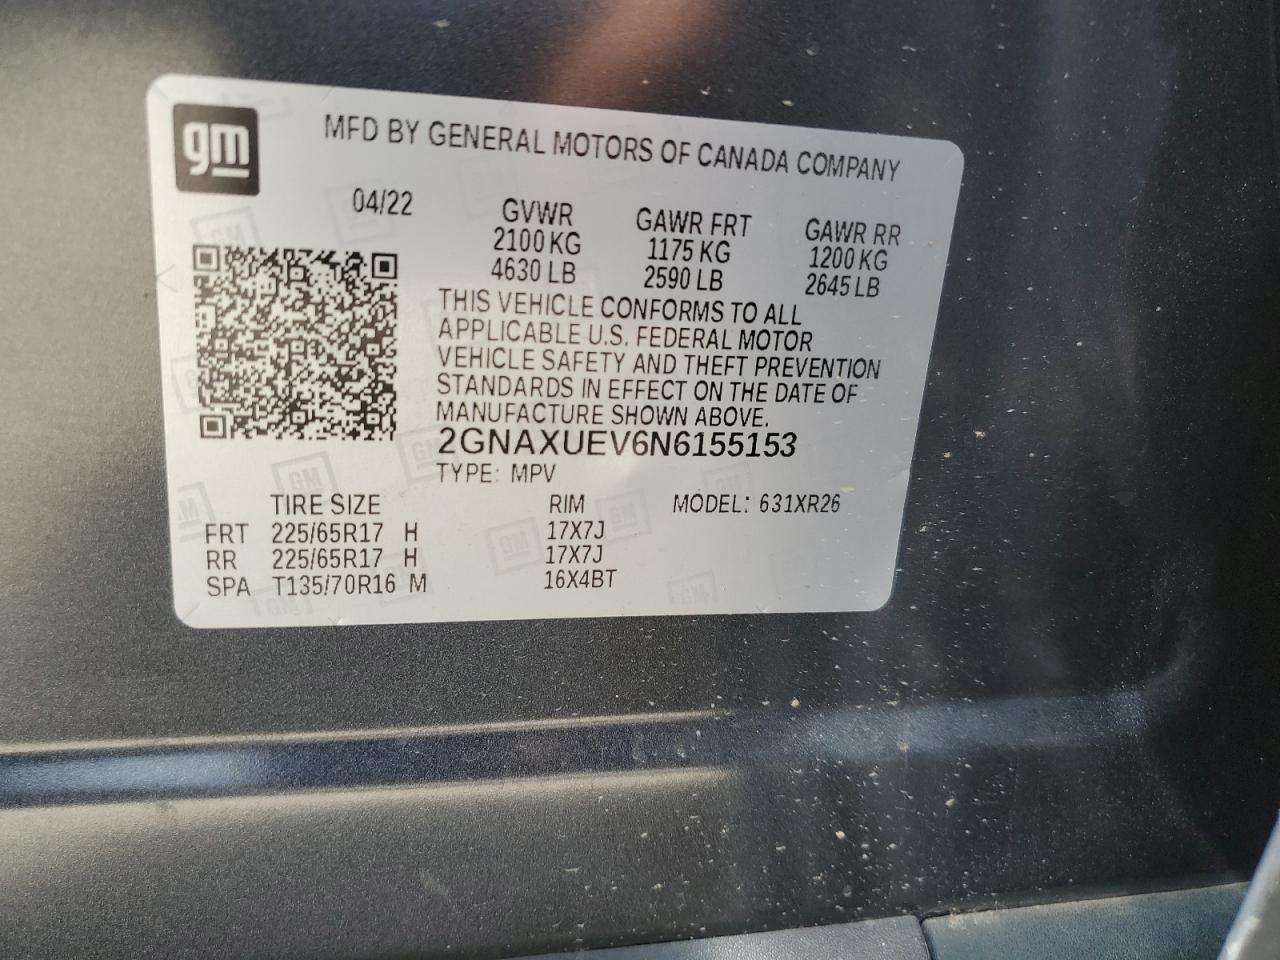 gm
MFD BY GENERAL MOTORS OF CANADA COMPANY
04/22
GVWR GAWR FRT GAWR RR
2100 KG 1175 KG 1200 KG
4630 LB 2590 LB 2645 LB
THIS VEHICLE CONFORMS TO ALL
APPLICABLE U.S. FEDERAL MOTOR
VEHICLE SAFETY AND THEFT PREVENTION
STANDARDS IN EFFECT ON THE DATE OF
MANUFACTURE SHOWN ABOVE.
2GNAXUEV6N6155153
TYPE: MPV
TIRE SIZE RIM MODEL: 631XR26
FRT 225/65R17 H 17X7J
RR 225/65R17 H 17X7J
SPA T135/70R16 M 16X4BT